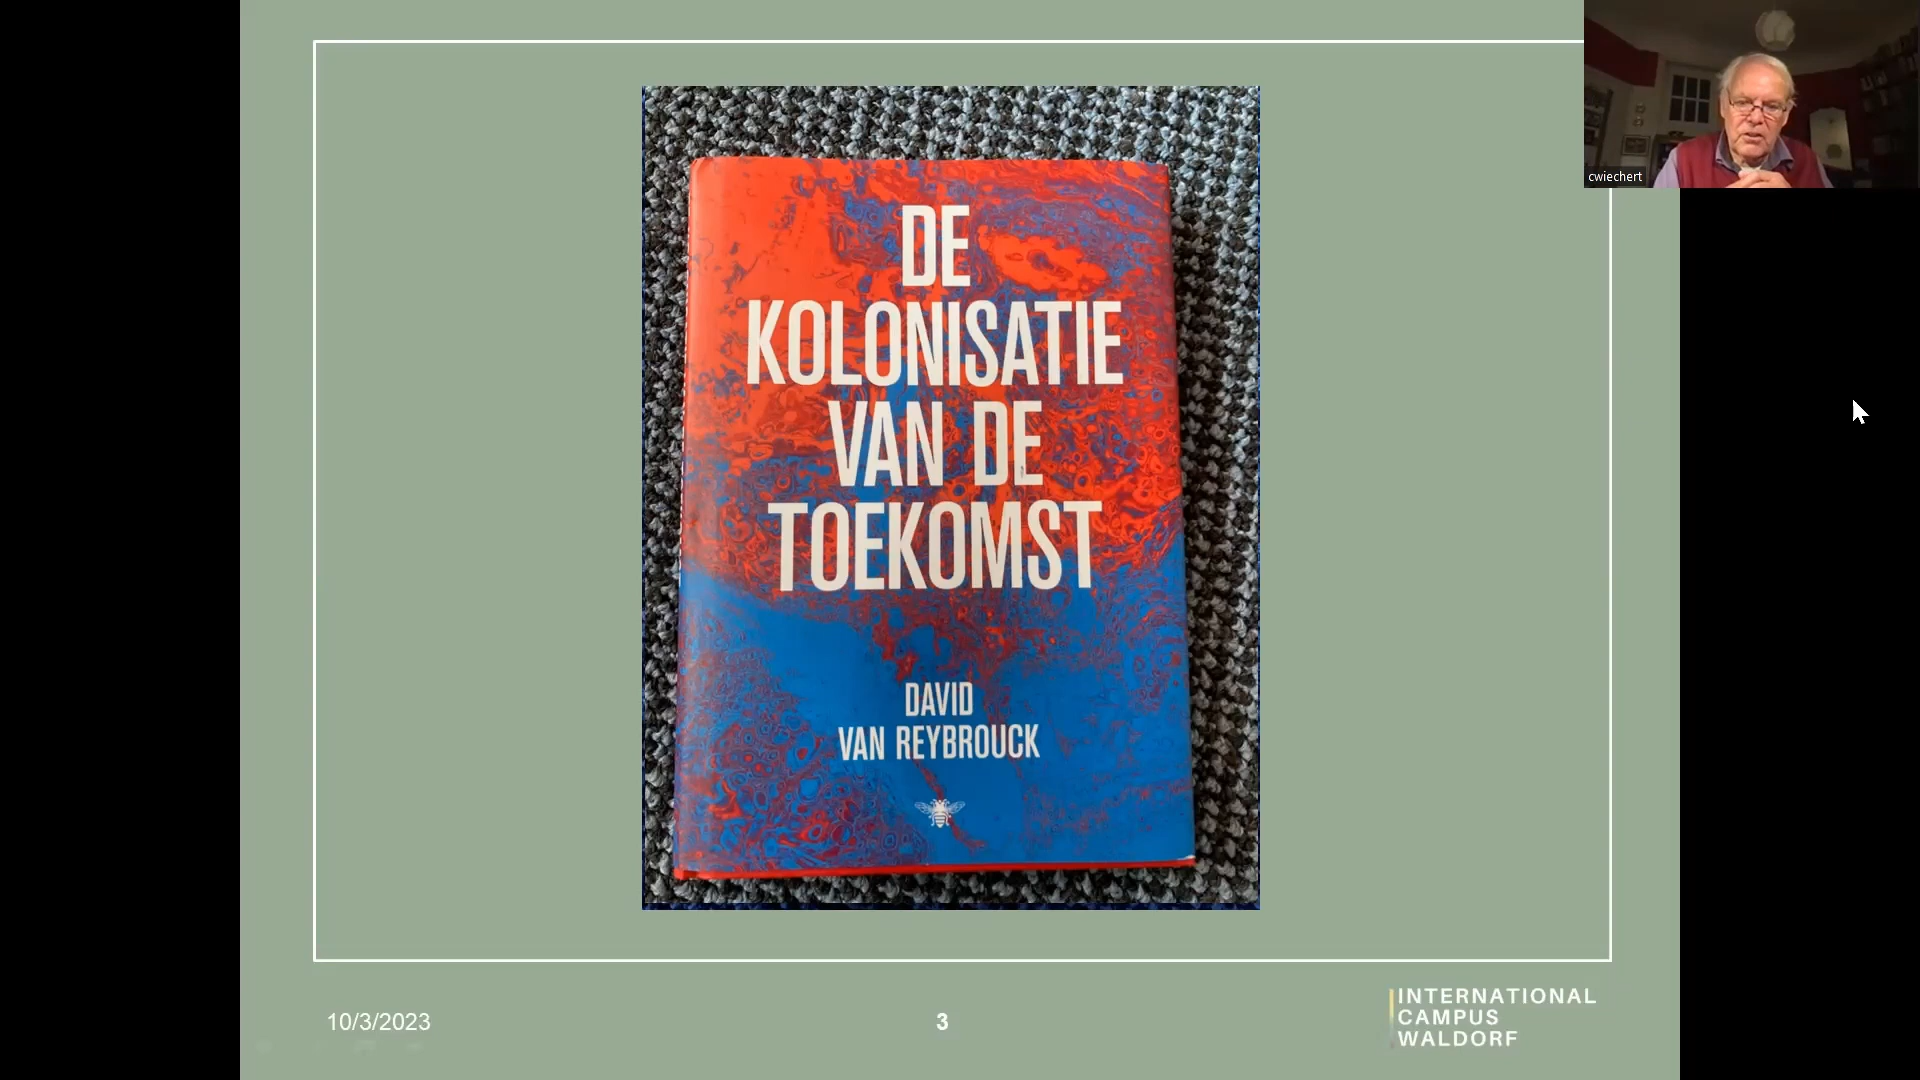 cwiechert
DE
KOLONISATIE
VAN DE
TOEKOMST
DAVID
VAN REYBROUCK
10/3/2023
3
INTERNATIONAL
CAMPUS
WALDORF